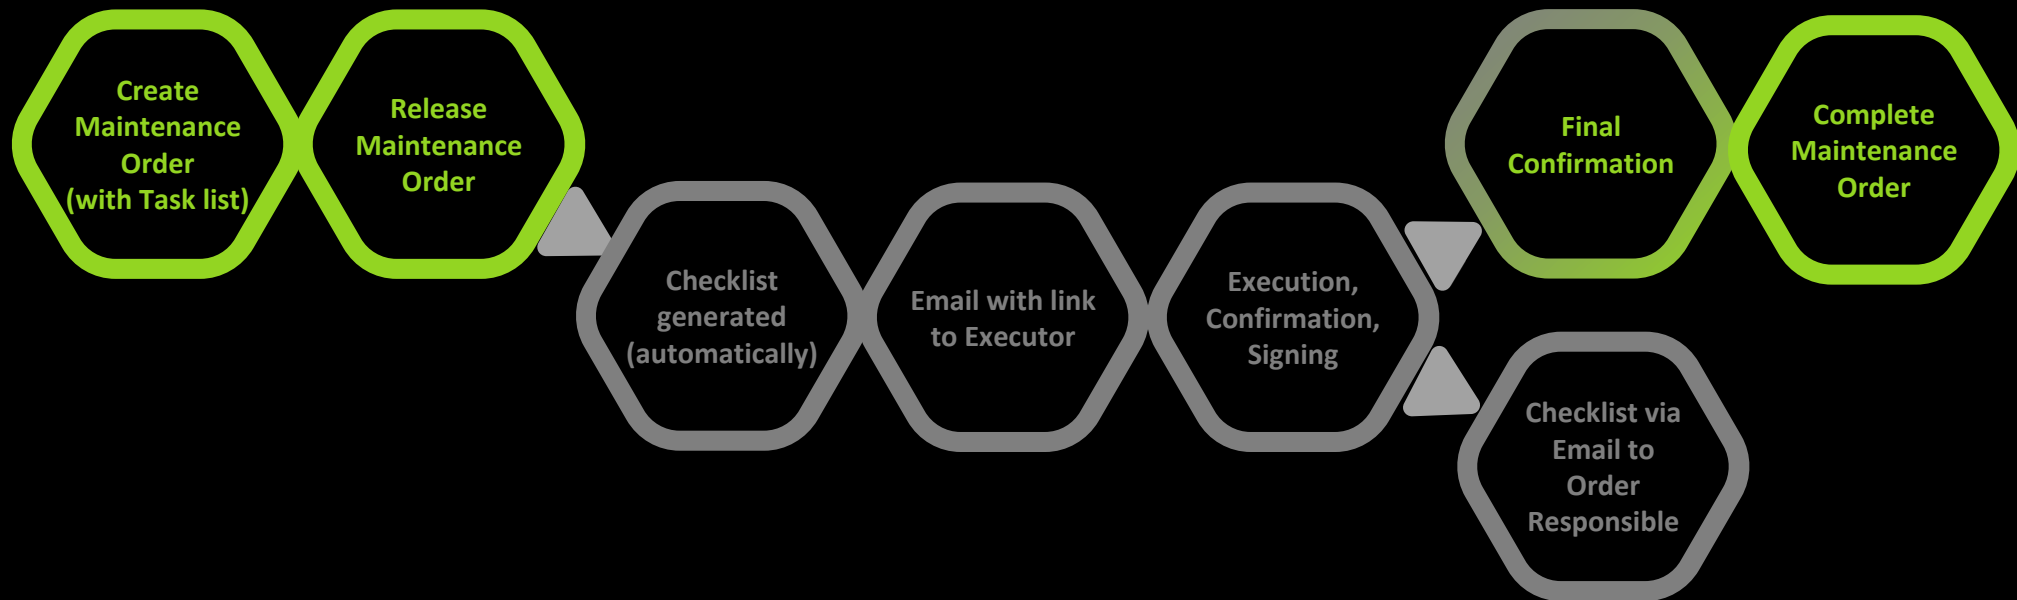 Create
Maintenance
Order
(with Task list)
Release
Maintenance
Order
Checklist
generated
(automatically)
Email with link
to Executor
Execution,
Confirmation,
Signing
Final
Confirmation
Complete
Maintenance
Order
Checklist via
Email to
Order
Responsible